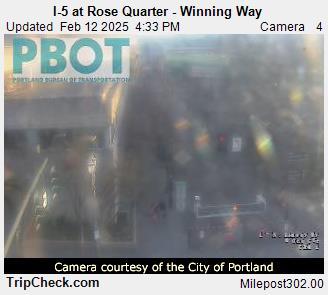 I-5 at Rose Quarter - Winning Way
Updated Feb 12 2025 4:33 PM Camera 4
PBOT
PORTLAND BUREAU OF TRANSPORTATION
Camera courtesy of the City of Portland
TripCheck.com Milepost302.00